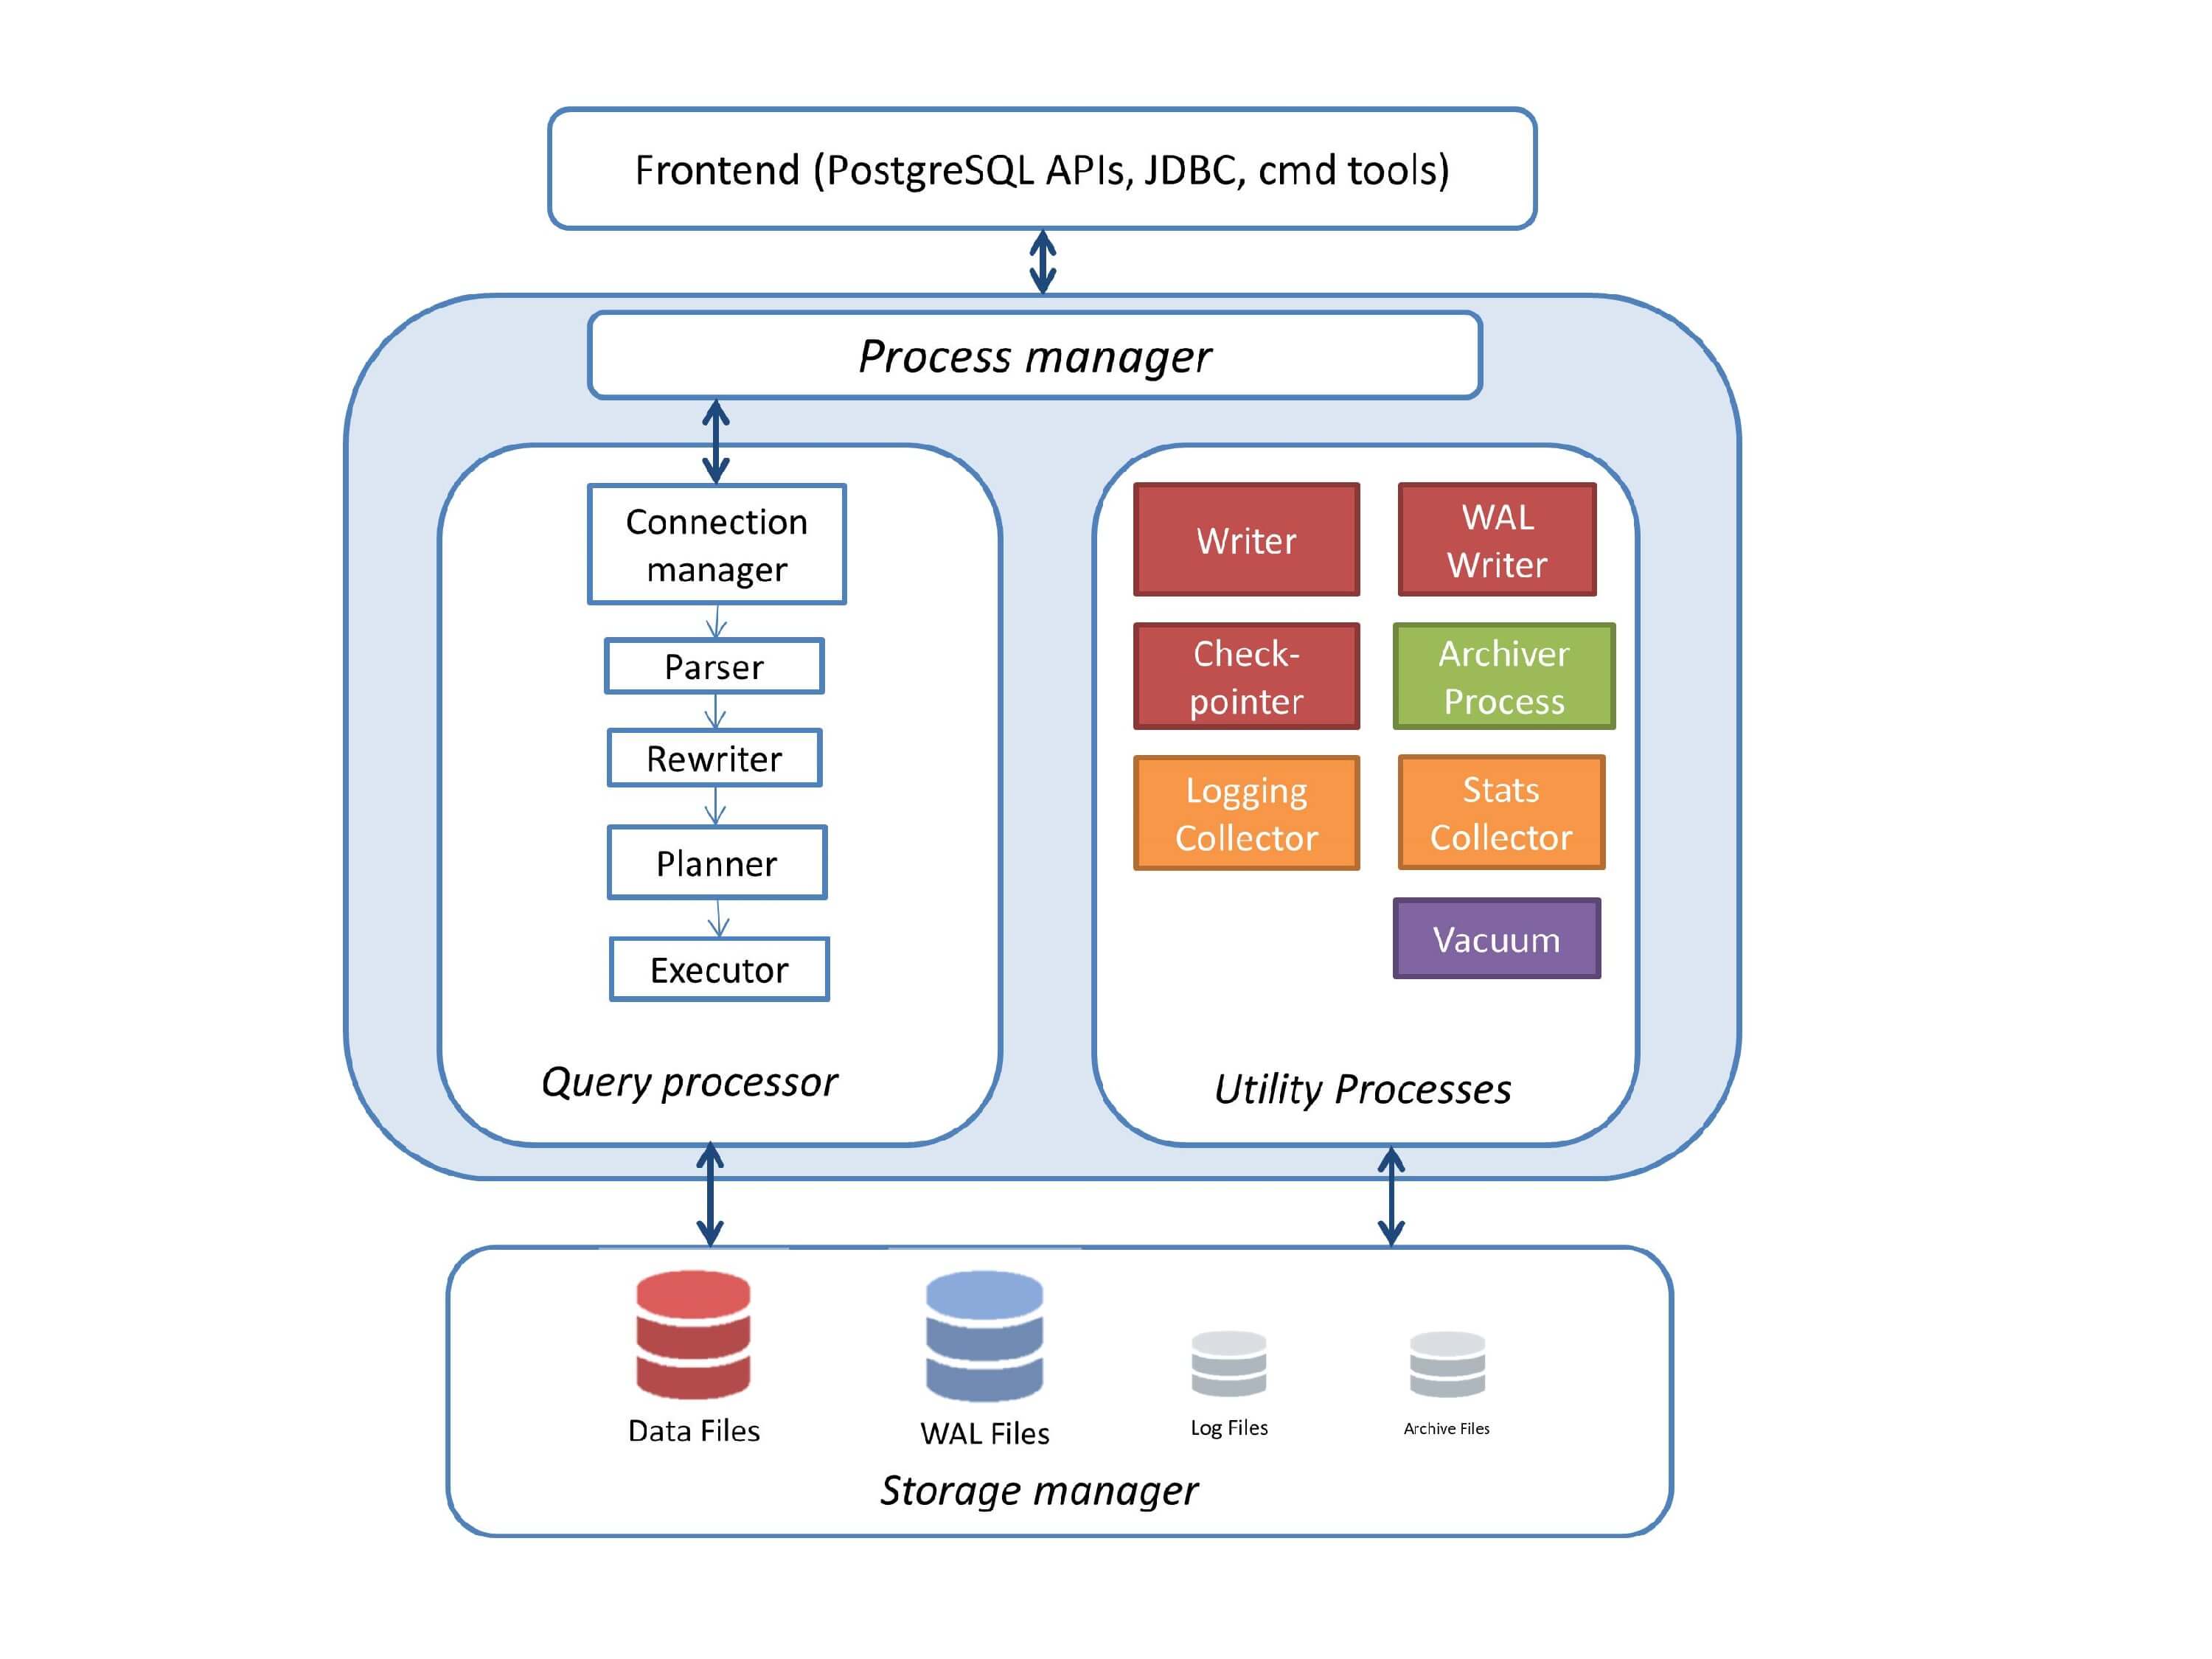 Frontend (PostgreSQL APIs, JDBC, cmd tools)
Process manager
Connection
manager
Parser
Rewriter
Planner
Executor
Query processor
Writer
WAL
Writer
Check-
pointer
Archiver
Process
Logging
Collector
Stats
Collector
Vacuum
Utility Processes
Data Files
WAL Files
Log Files
Archive Files
Storage manager